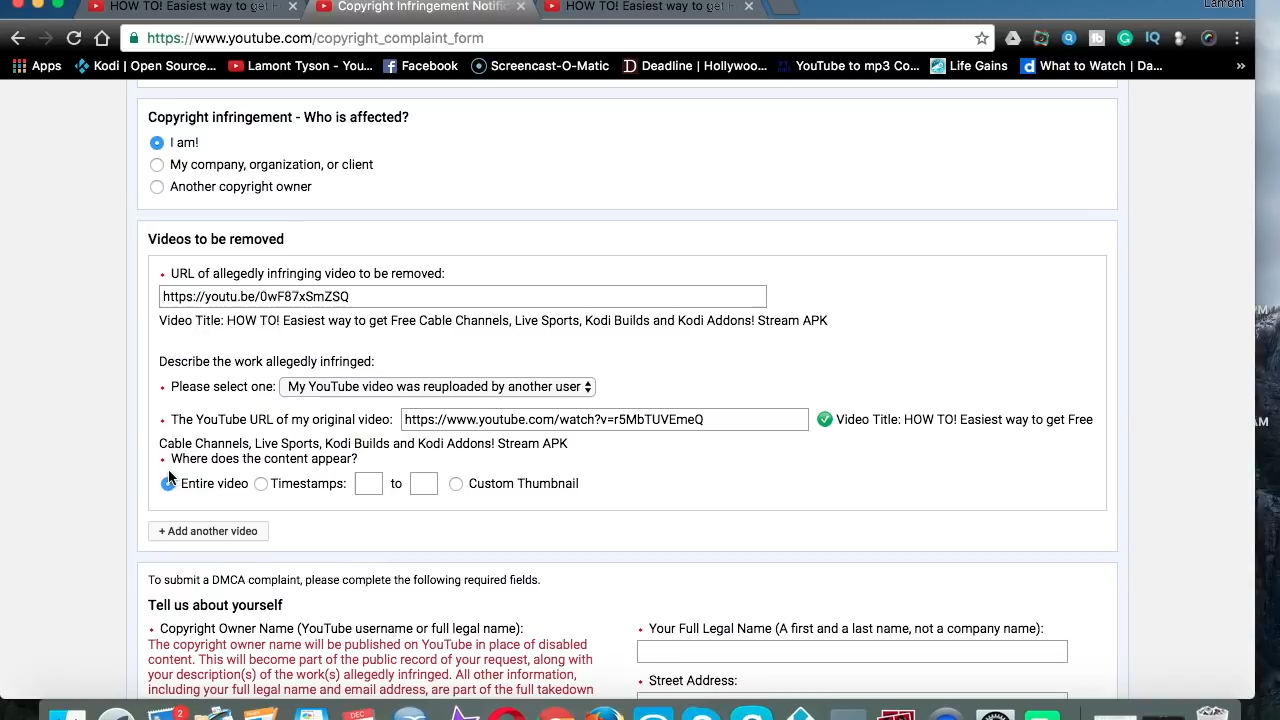 HOW TO! Easiest way to get
Copyright Infringement Notific
HOW TO! Easiest way to get
Lamont
https://www.youtube.com/copyright_complaint_form
IQ
Apps
Kodi | Open Source...
Lamont Tyson - You...
Facebook
Screencast-O-Matic
Deadline | Hollywoo...
YouTube to mp3 Co...
Life Gains
What to Watch | Da...
»
Copyright infringement - Who is affected?
I am!
My company, organization, or client
Another copyright owner
Videos to be removed
URL of allegedly infringing video to be removed:
https://youtu.be/0wF87xSmZSQ
Video Title: HOW TO! Easiest way to get Free Cable Channels, Live Sports, Kodi Builds and Kodi Addons! Stream APK
Describe the work allegedly infringed:
Please select one: My YouTube video was reuploaded by another user
The YouTube URL of my original video: https://www.youtube.com/watch?v=r5MbTUVEmeQ Video Title: HOW TO! Easiest way to get Free
Cable Channels, Live Sports, Kodi Builds and Kodi Addons! Stream APK
Where does the content appear?
Entire video Timestamps: to Custom Thumbnail
+ Add another video
To submit a DMCA complaint, please complete the following required fields.
Tell us about yourself
Copyright Owner Name (YouTube username or full legal name):
The copyright owner name will be published on YouTube in place of disabled
content. This will become part of the public record of your request, along with
your description(s) of the work(s) allegedly infringed. All other information,
including your full legal name and email address, are part of the full takedown
Your Full Legal Name (A first and a last name, not a company name):
Street Address:
PM
AM
2
DEC